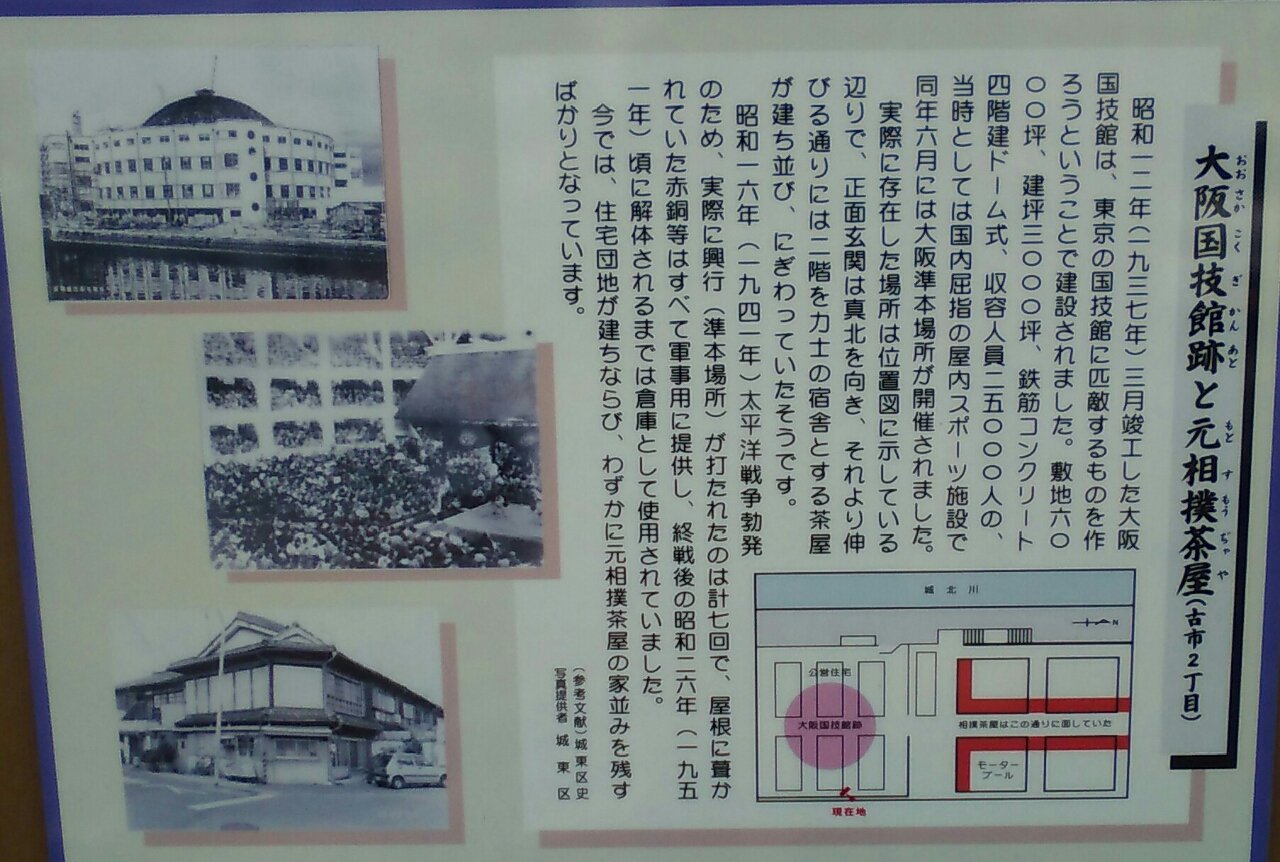 大阪国技館跡と元相撲茶屋(古市2丁目)
おおさかこくぎかんあと もとすもうぢゃや
昭和一二年(一九三七年)三月竣工した大阪
国技館は、東京の国技館に匹敵するものを作
ろうということで建設されました。敷地六〇
〇〇坪、建坪三〇〇〇坪、鉄筋コンクリート
四階建ドーム式、収容人員二五〇〇〇人の、
当時としては国内屈指の屋内スポーツ施設で
同年六月には大阪準本場所が開催されました。
実際に存在した場所は位置図に示している
辺りで、正面玄関は真北を向き、それより伸
びる通りには二階を力士の宿舎とする茶屋
が建ち並び、にぎわっていたそうです。
昭和一六年(一九四一年)太平洋戦争勃発
のため、実際に興行(準本場所)が打たれたのは計七回で、屋根に葺か
れていた赤銅等はすべて軍事用に提供し、終戦後の昭和二六年(一九五
一年)頃に解体されるまでは倉庫として使用されていました。
今では、住宅団地が建ちならび、わずかに元相撲茶屋の家並みを残す
ばかりとなっています。
(参考文献)城東区史
写真提供者 城東区
城北川
N
公営住宅
大阪国技館跡
相撲茶屋はこの通りに面していた
モーター
プール
現在地